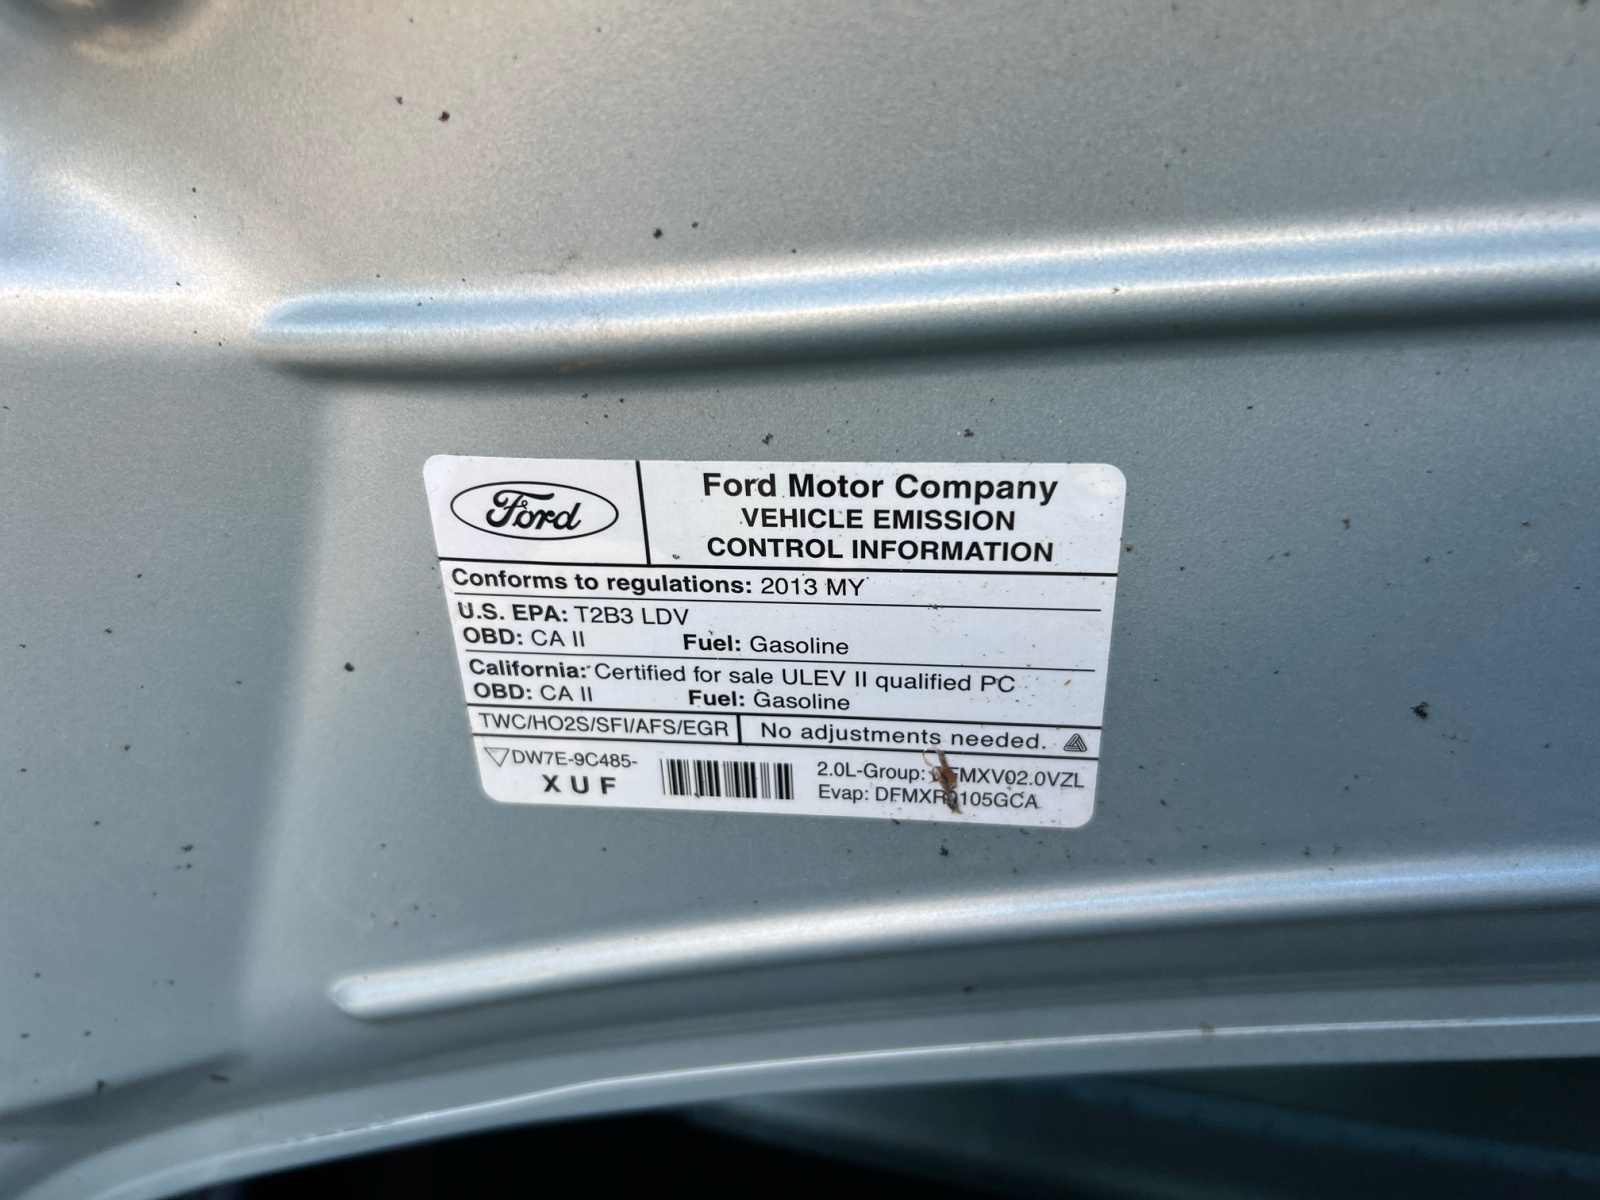 Ford
Ford Motor Company
VEHICLE EMISSION
CONTROL INFORMATION
Conforms to regulations: 2013 MY
U.S. EPA: T2B3 LDV
OBD: CA II Fuel: Gasoline
California: Certified for sale ULEV II qualified PC
OBD: CA II Fuel: Gasoline
TWC/HO2S/SFI/AFS/EGR No adjustments needed.
DW7E-9C485-
XUF
2.0L-Group:
Evap: